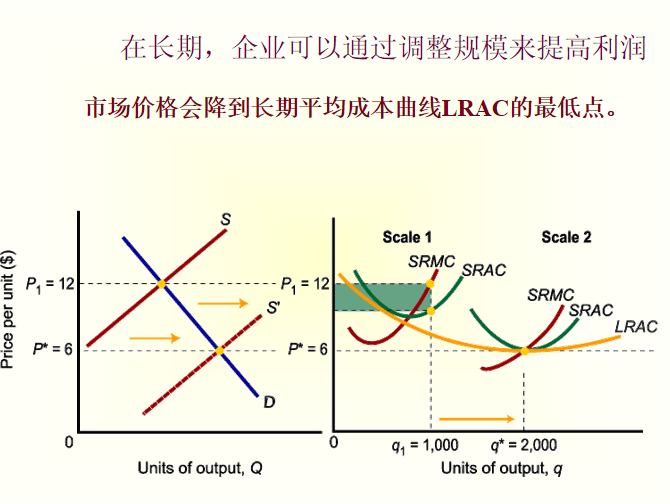 在长期，企业可以通过调整规模来提高利润
市场价格会降到长期平均成本曲线LRAC的最低点。
Price per unit ($)
S
P1 = 12
S'
P* = 6
D
0
Units of output, Q
Scale 1
Scale 2
SRMC
SRAC
P1 = 12
SRMC
SRAC
LRAC
P* = 6
0
q1 = 1,000
q* = 2,000
Units of output, q